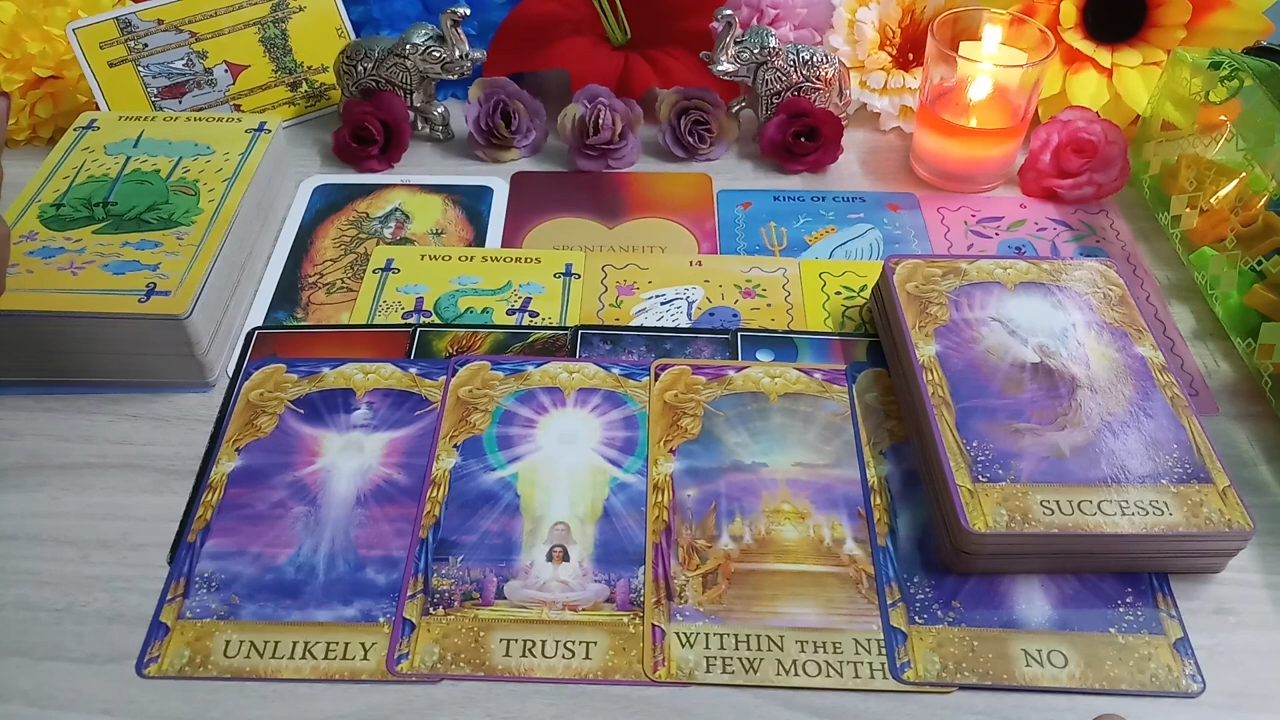 THREE OF SWORDS
SPONTANEITY
KING OF CUPS
TWO OF SWORDS
14
SUCCESS!
UNLIKELY
TRUST
WITHIN THE NE
FEW MONTH
NO